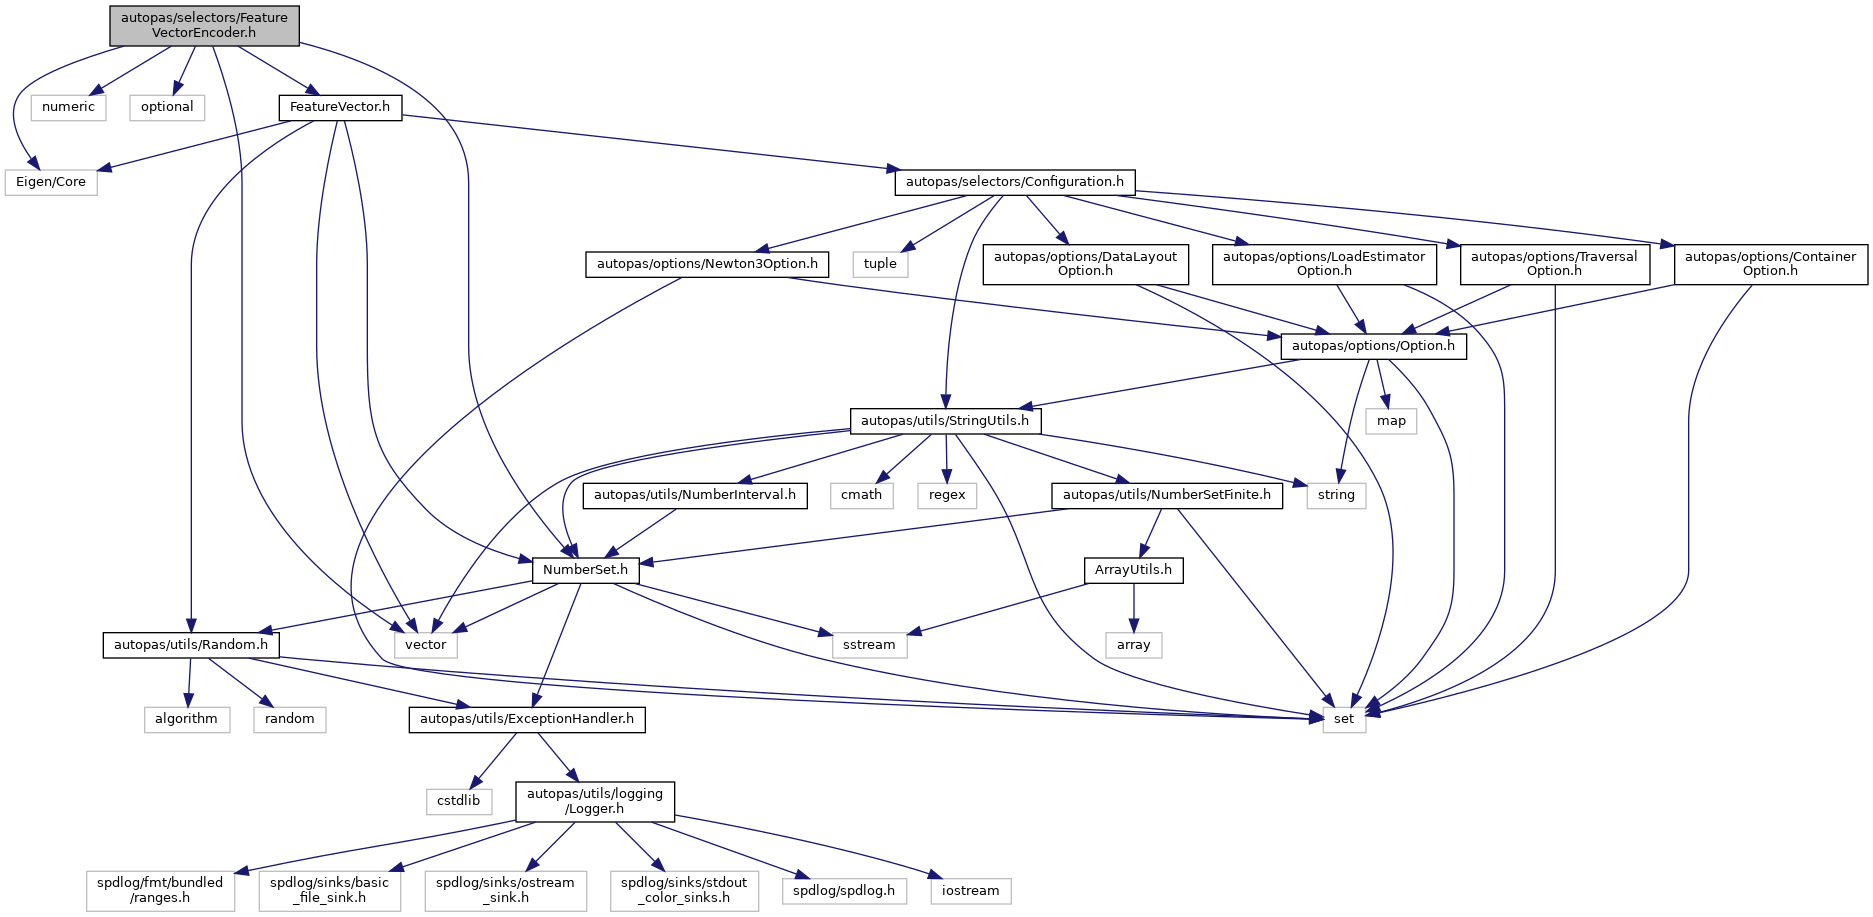 autopas/selectors/Feature
VectorEncoder.h
numeric
optional
FeatureVector.h
Eigen/Core
autopas/selectors/Configuration.h
autopas/options/Newton3Option.h
tuple
autopas/options/DataLayout
Option.h
autopas/options/LoadEstimator
Option.h
autopas/options/Traversal
Option.h
autopas/options/Container
Option.h
autopas/options/Option.h
autopas/utils/StringUtils.h
map
autopas/utils/NumberInterval.h
cmath
regex
autopas/utils/NumberSetFinite.h
string
NumberSet.h
ArrayUtils.h
autopas/utils/Random.h
vector
sstream
array
algorithm
random
autopas/utils/ExceptionHandler.h
set
cstdlib
autopas/utils/logging
/Logger.h
spdlog/fmt/bundled
/ranges.h
spdlog/sinks/basic
_file_sink.h
spdlog/sinks/ostream
_sink.h
spdlog/sinks/stdout
_color_sinks.h
spdlog/spdlog.h
iostream